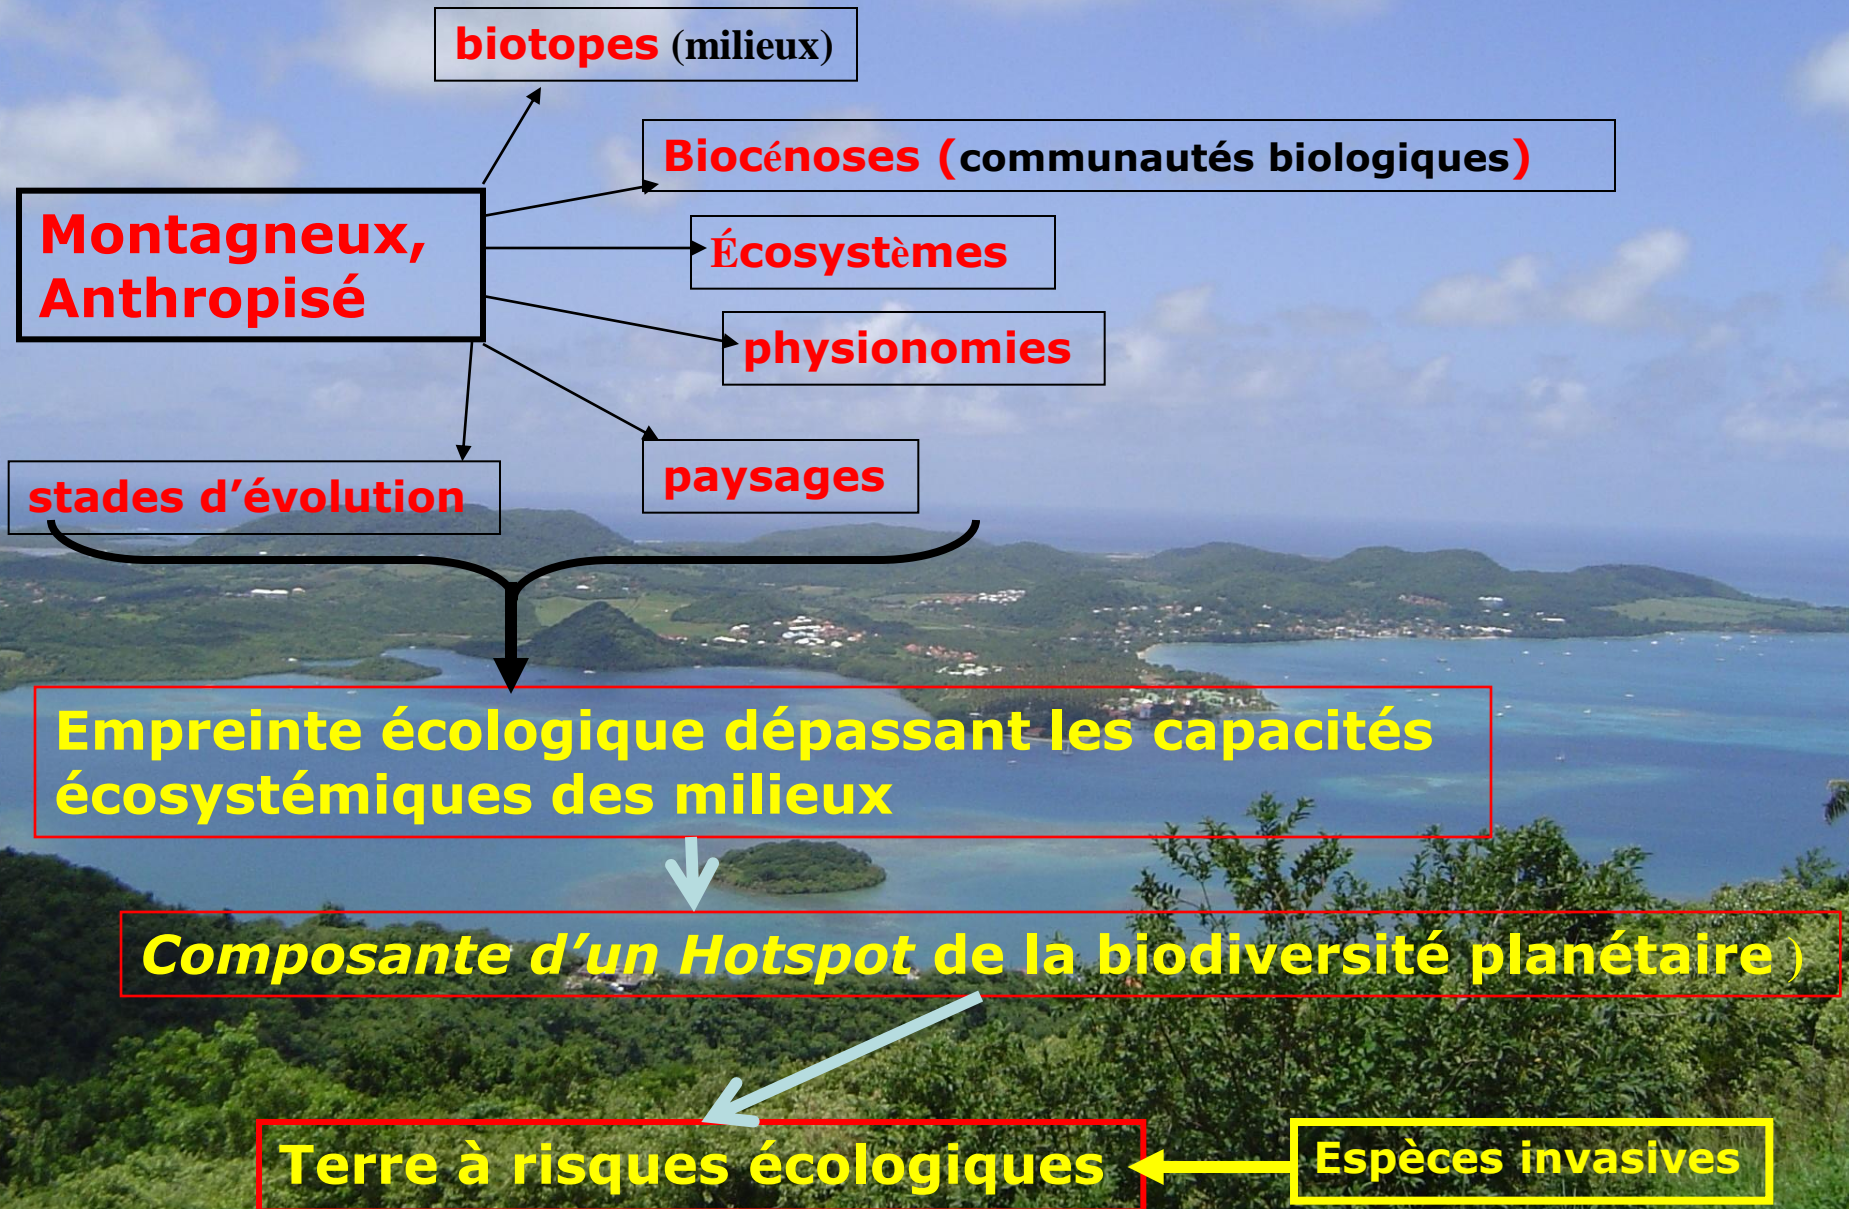 biotopes (milieux)
Biocénoses (communautés biologiques)
Montagneux,
Anthropisé
Écosystèmes
physionomies
paysages
stades d’évolution
Empreinte écologique dépassant les capacités
écosystémiques des milieux
Composante d’un Hotspot de la biodiversité planétaire )
Terre à risques écologiques
Espèces invasives